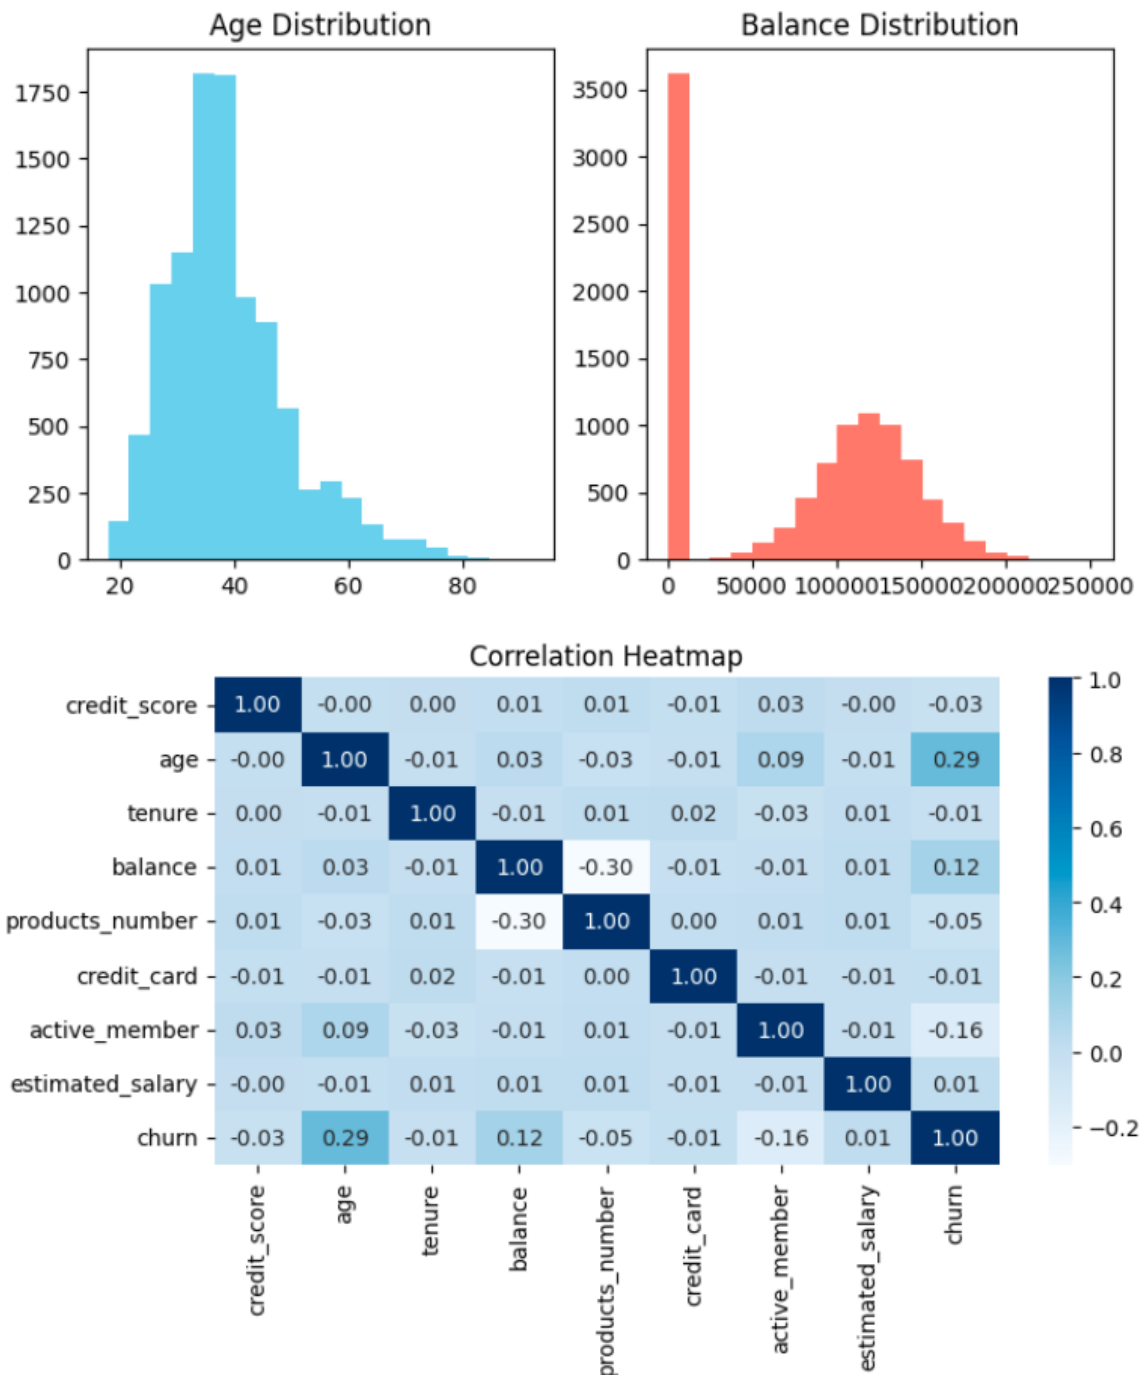 Age Distribution
Balance Distribution
1750
1500
1250
1000
750
500
250
0
20 40 60 80
3500
3000
2500
2000
1500
1000
500
0
0 50000 100000 150000 200000 250000
Correlation Heatmap
credit_score 1.00 -0.00 0.00 0.01 0.01 -0.01 0.03 -0.00 -0.03
age -0.00 1.00 -0.01 0.03 -0.03 -0.01 0.09 -0.01 0.29
tenure 0.00 -0.01 1.00 -0.01 0.01 0.02 -0.03 0.01 -0.01
balance 0.01 0.03 -0.01 1.00 -0.30 -0.01 -0.01 0.01 0.12
products_number 0.01 -0.03 0.01 -0.30 1.00 0.00 0.01 0.01 -0.05
credit_card -0.01 -0.01 0.02 -0.01 0.00 1.00 -0.01 -0.01 -0.01
active_member 0.03 0.09 -0.03 -0.01 0.01 -0.01 1.00 -0.01 -0.16
estimated_salary -0.00 -0.01 0.01 0.01 0.01 -0.01 -0.01 1.00 0.01
churn -0.03 0.29 -0.01 0.12 -0.05 -0.01 -0.16 0.01 1.00
credit_score
age
tenure
balance
products_number
credit_card
active_member
estimated_salary
churn
1.0
0.8
0.6
0.4
0.2
0.0
−0.2